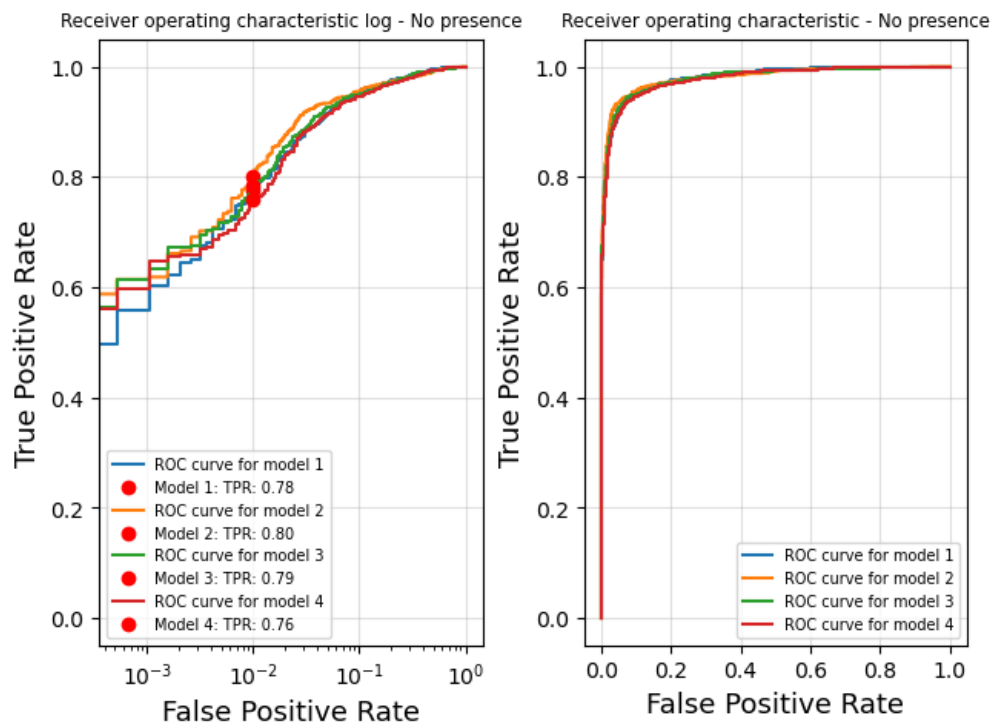 Receiver operating characteristic log - No presence
True Positive Rate
1.0
0.8
0.6
0.4
0.2
0.0
ROC curve for model 1
Model 1: TPR: 0.78
ROC curve for model 2
Model 2: TPR: 0.80
ROC curve for model 3
Model 3: TPR: 0.79
ROC curve for model 4
Model 4: TPR: 0.76
10⁻³ 10⁻² 10⁻¹ 10⁰
False Positive Rate
Receiver operating characteristic - No presence
True Positive Rate
1.0
0.8
0.6
0.4
0.2
0.0
ROC curve for model 1
ROC curve for model 2
ROC curve for model 3
ROC curve for model 4
0.0 0.2 0.4 0.6 0.8 1.0
False Positive Rate